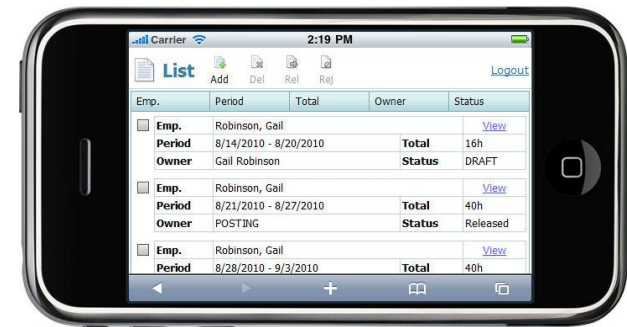 Carrier 2:19 PM
List Add Del Rel Rej Logout
Emp. Period Total Owner Status
Emp. Robinson, Gail View
Period 8/14/2010 - 8/20/2010 Total 16h
Owner Gail Robinson Status DRAFT
Emp. Robinson, Gail View
Period 8/21/2010 - 8/27/2010 Total 40h
Owner POSTING Status Released
Emp. Robinson, Gail View
Period 8/28/2010 - 9/3/2010 Total 40h